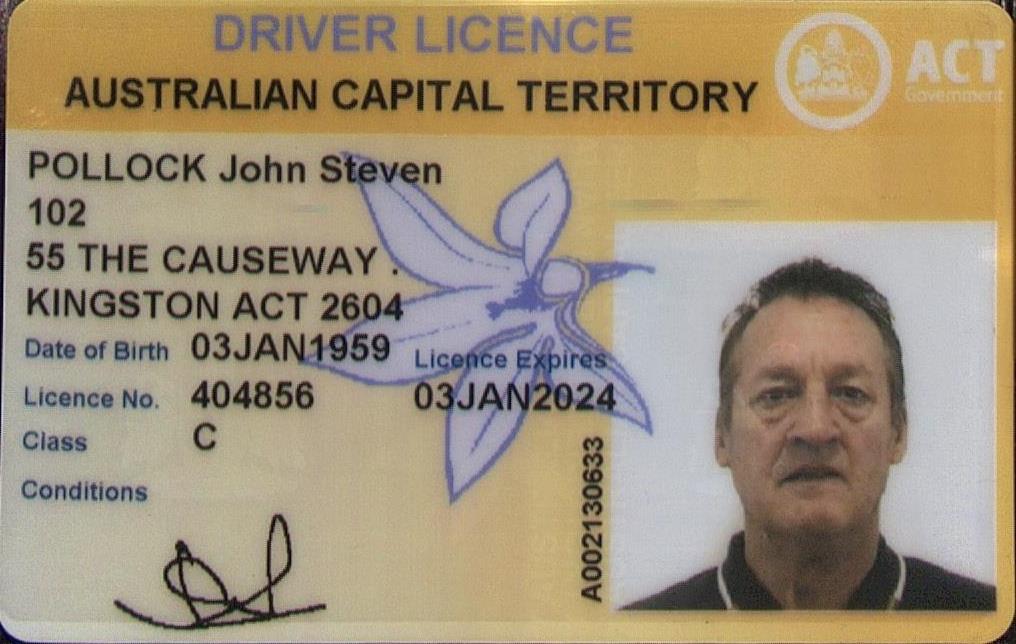 DRIVER LICENCE
ACT
Government
AUSTRALIAN CAPITAL TERRITORY
POLLOCK John Steven
102
55 THE CAUSEWAY .
KINGSTON ACT 2604
Date of Birth 03JAN1959
Licence Expires
Licence No. 404856
03JAN2024
Class C
Conditions
A002130633